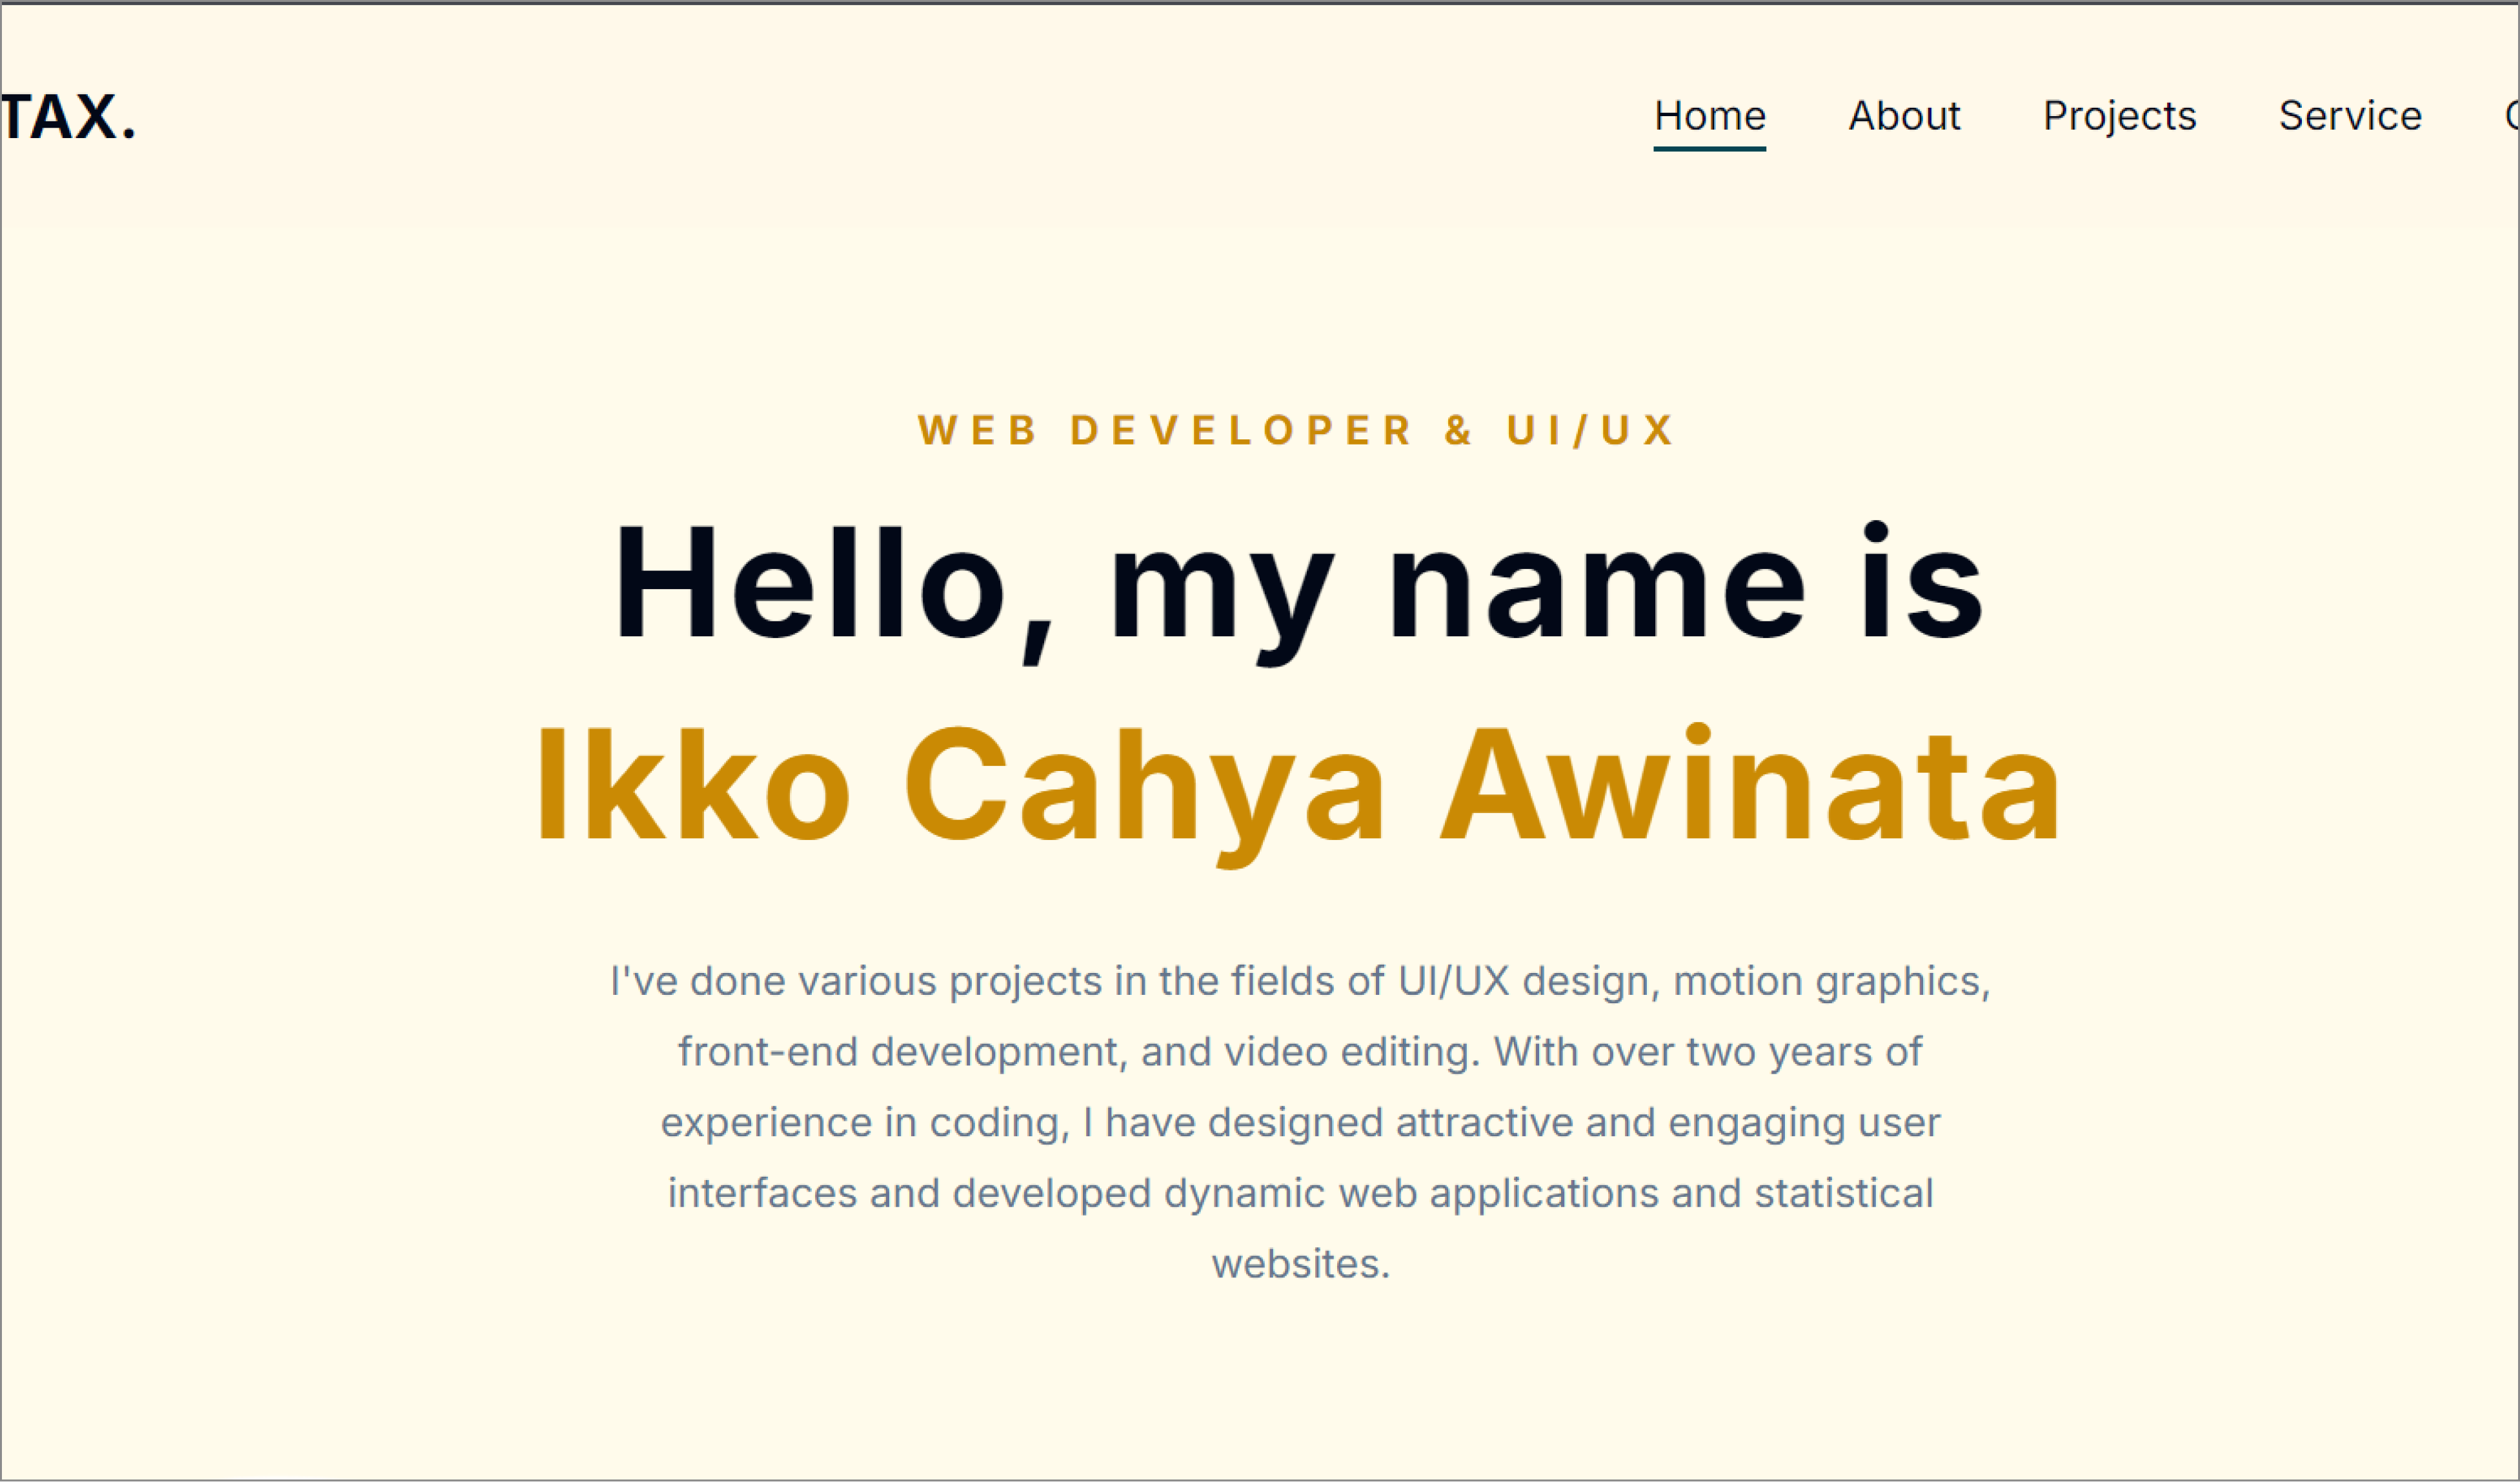 TAX.
Home About Projects Service
WEB DEVELOPER & UI/UX
Hello, my name is
Ikko Cahya Awinata
I've done various projects in the fields of UI/UX design, motion graphics,
front-end development, and video editing. With over two years of
experience in coding, I have designed attractive and engaging user
interfaces and developed dynamic web applications and statistical
websites.